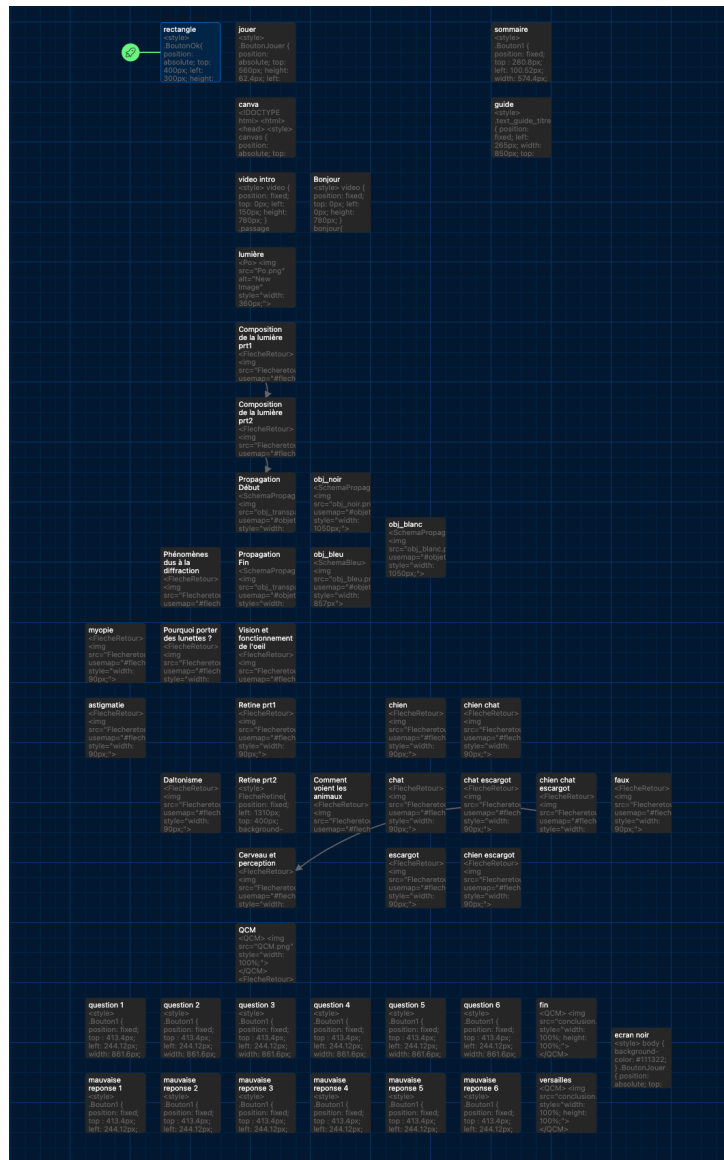 rectangle
<style>
.BoutonOk{
position:
absolute; top:
400px; left:
300px; height:
jouer
<style>
.BoutonJouer {
position:
absolute; top:
560px; height:
62.4px; left:
sommaire
<style>
.Bouton1 {
position: fixed;
top : 280.8px;
left: 100.52px;
width: 574.4px;
canva
<!DOCTYPE
html> <html>
<head> <style>
canvas {
position:
absolute; top:
guide
<style>
.text_guide_titre
{ position:
fixed; left:
265px; width:
850px; top:
video intro
<style> video {
position: fixed;
top: 0px; left:
150px; height:
780px; }
.passage
Bonjour
<style> video {
position: fixed;
top: 0px; left:
0px; height:
780px; }
bonjour{
lumière
<Po> <img
src="Po.png"
alt="New
Image"
style="width:
360px;">
Composition
de la lumière
prt1
<FlecheRetour>
<img
src="Flecheretou
usemap="#flech
Composition
de la lumière
prt2
<FlecheRetour>
<img
src="Flecheretou
usemap="#flech
Propagation
Début
<SchemaPropag
<img
src="obj_transpa
usemap="#objet
style="width:
obj_noir
<SchemaPropag
<img
src="obj_noir.pn
usemap="#objet
style="width:
1050px;">
obj_blanc
<SchemaPropag
<img
src="obj_blanc.p
usemap="#objet
style="width:
1050px;">
Phénomènes
dus à la
diffraction
<FlecheRetour>
<img
src="Flecheretou
usemap="#flech
Propagation
Fin
<SchemaPropag
<img
src="obj_transpa
usemap="#objet
style="width:
obj_bleu
<SchemaBleu>
<img
src="obj_bleu.pn
usemap="#objet
style="width:
857px">
myopie
<FlecheRetour>
<img
src="Flecheretou
usemap="#flech
style="width:
90px;">
Pourquoi porter
des lunettes ?
<FlecheRetour>
<img
src="Flecheretou
usemap="#flech
style="width:
Vision et
fonctionnement
de l'oeil
<FlecheRetour>
<img
src="Flecheretou
usemap="#flech
astigmatie
<FlecheRetour>
<img
src="Flecheretou
usemap="#flech
style="width:
90px;">
Retine prt1
<FlecheRetour>
<img
src="Flecheretou
usemap="#flech
style="width:
90px;">
chien
<FlecheRetour>
<img
src="Flecheretou
usemap="#flech
style="width:
90px;">
chien chat
<FlecheRetour>
<img
src="Flecheretou
usemap="#flech
style="width:
90px;">
Daltonisme
<FlecheRetour>
<img
src="Flecheretou
usemap="#flech
style="width:
90px;">
Retine prt2
<style>
FlecheRetine{
position: fixed;
left: 1310px;
top: 400px;
background-
Comment
voient les
animaux
<FlecheRetour>
<img
src="Flecheretou
usemap="#flech
chat
<FlecheRetour>
<img
src="Flecheretou
usemap="#flech
style="width:
90px;">
chat escargot
<FlecheRetour>
<img
src="Flecheretou
usemap="#flech
style="width:
90px;">
chien chat
escargot
<FlecheRetour>
<img
src="Flecheretou
usemap="#flech
style="width:
faux
<FlecheRetour>
<img
src="Flecheretou
usemap="#flech
style="width:
90px;">
Cerveau et
perception
<FlecheRetour>
<img
src="Flecheretou
usemap="#flech
style="width:
escargot
<FlecheRetour>
<img
src="Flecheretou
usemap="#flech
style="width:
90px;">
chien escargot
<FlecheRetour>
<img
src="Flecheretou
usemap="#flech
style="width:
90px;">
QCM
<QCM> <img
src="QCM.png"
style="width:
100%;">
</QCM>
<FlecheRetour>
question 1
<style>
.Bouton1 {
position: fixed;
top : 413.4px;
left: 244.12px;
width: 861.6px;
question 2
<style>
.Bouton1 {
position: fixed;
top : 413.4px;
left: 244.12px;
width: 861.6px;
question 3
<style>
.Bouton1 {
position: fixed;
top : 413.4px;
left: 244.12px;
width: 861.6px;
question 4
<style>
.Bouton1 {
position: fixed;
top : 413.4px;
left: 244.12px;
width: 861.6px;
question 5
<style>
.Bouton1 {
position: fixed;
top : 413.4px;
left: 244.12px;
width: 861.6px;
question 6
<style>
.Bouton1 {
position: fixed;
top : 413.4px;
left: 244.12px;
width: 861.6px;
fin
<QCM> <img
src="conclusion.
style="width:
100%; height:
100%;">
</QCM>
ecran noir
<style> body {
background-
color: #111322;
} .BoutonJouer
{ position:
absolute; top:
mauvaise
reponse 1
<style>
.Bouton1 {
position: fixed;
top : 413.4px;
left: 244.12px;
mauvaise
reponse 2
<style>
.Bouton1 {
position: fixed;
top : 413.4px;
left: 244.12px;
mauvaise
reponse 3
<style>
.Bouton1 {
position: fixed;
top : 413.4px;
left: 244.12px;
mauvaise
reponse 4
<style>
.Bouton1 {
position: fixed;
top : 413.4px;
left: 244.12px;
mauvaise
reponse 5
<style>
.Bouton1 {
position: fixed;
top : 413.4px;
left: 244.12px;
mauvaise
reponse 6
<style>
.Bouton1 {
position: fixed;
top : 413.4px;
left: 244.12px;
versailles
<QCM> <img
src="conclusion.
style="width:
100%; height:
100%;">
</QCM>